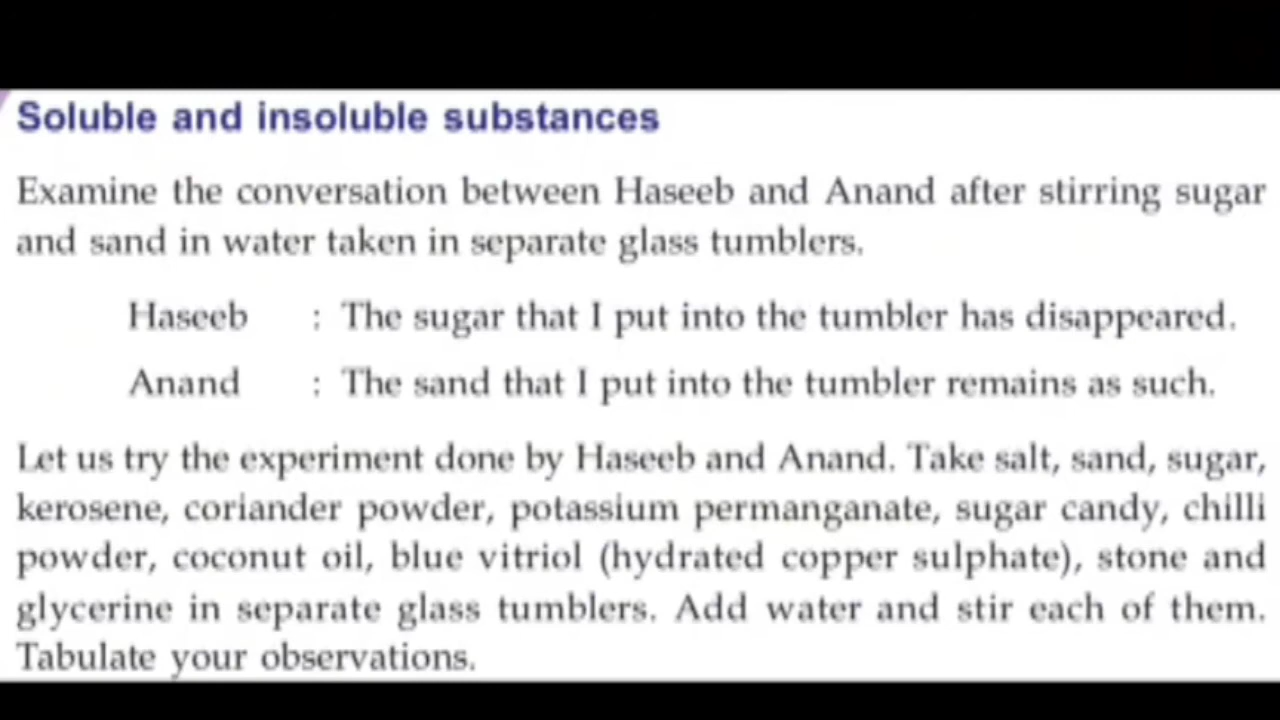 Soluble and insoluble substances
Examine the conversation between Haseeb and Anand after stirring sugar
and sand in water taken in separate glass tumblers.
Haseeb : The sugar that I put into the tumbler has disappeared.
Anand : The sand that I put into the tumbler remains as such.
Let us try the experiment done by Haseeb and Anand. Take salt, sand, sugar,
kerosene, coriander powder, potassium permanganate, sugar candy, chilli
powder, coconut oil, blue vitriol (hydrated copper sulphate), stone and
glycerine in separate glass tumblers. Add water and stir each of them.
Tabulate your observations.